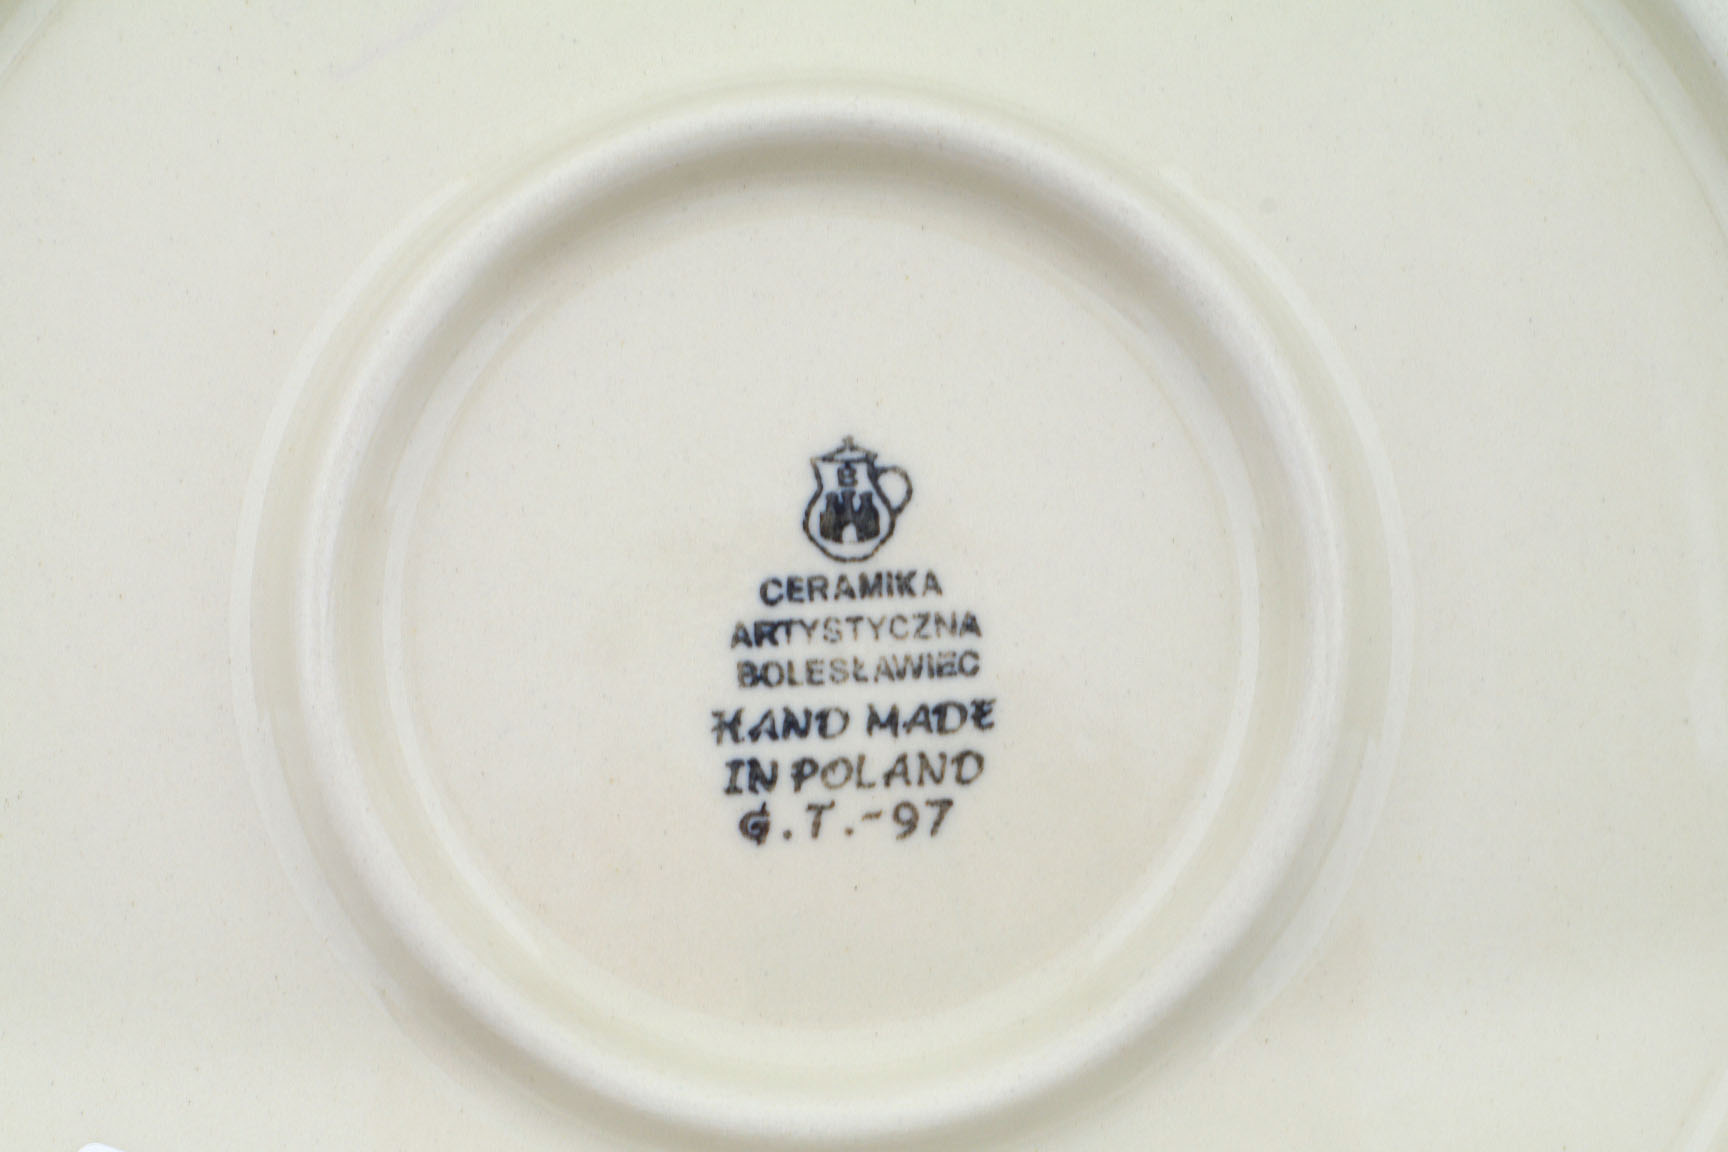 B
CERAMIKA
ARTYSTYCZNA
BOLESŁAWIEC
HAND MADE
IN POLAND
G.T.-97